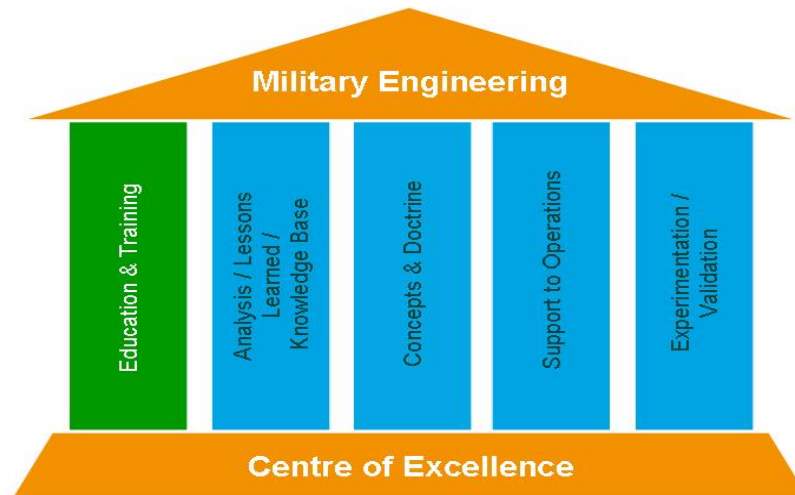 Military Engineering
Education & Training
Analysis / Lessons
Learned /
Knowledge Base
Concepts & Doctrine
Support to Operations
Experimentation /
Validation
Centre of Excellence